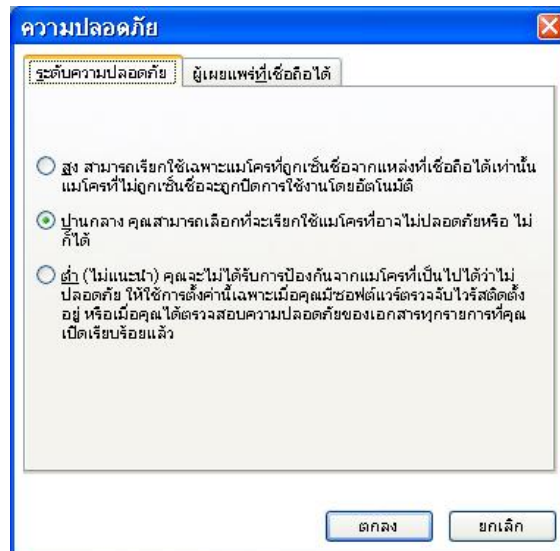 ความปลอดภัย
ระดับความปลอดภัย ผู้เผยแพร่ที่เชื่อถือได้
สูง สามารถเรียกใช้เฉพาะแมโครที่ถูกเซ็นชื่อจากแหล่งที่เชื่อถือได้เท่านั้น
แมโครที่ไม่ถูกเซ็นชื่อจะถูกปิดการใช้งานโดยอัตโนมัติ
ปานกลาง คุณสามารถเลือกที่จะเรียกใช้แมโครที่อาจไม่ปลอดภัยหรือ ไม่
ก็ได้
ต่ำ (ไม่แนะนำ) คุณจะไม่ได้รับการป้องกันจากแมโครที่เป็นไปได้ว่าไม่
ปลอดภัย ให้ใช้การตั้งค่านี้เฉพาะเมื่อคุณมีซอฟต์แวร์ตรวจจับไวรัสติดตั้ง
อยู่ หรือเมื่อคุณได้ตรวจสอบความปลอดภัยของเอกสารทุกรายการที่คุณ
เปิดเรียบร้อยแล้ว
ตกลง ยกเลิก